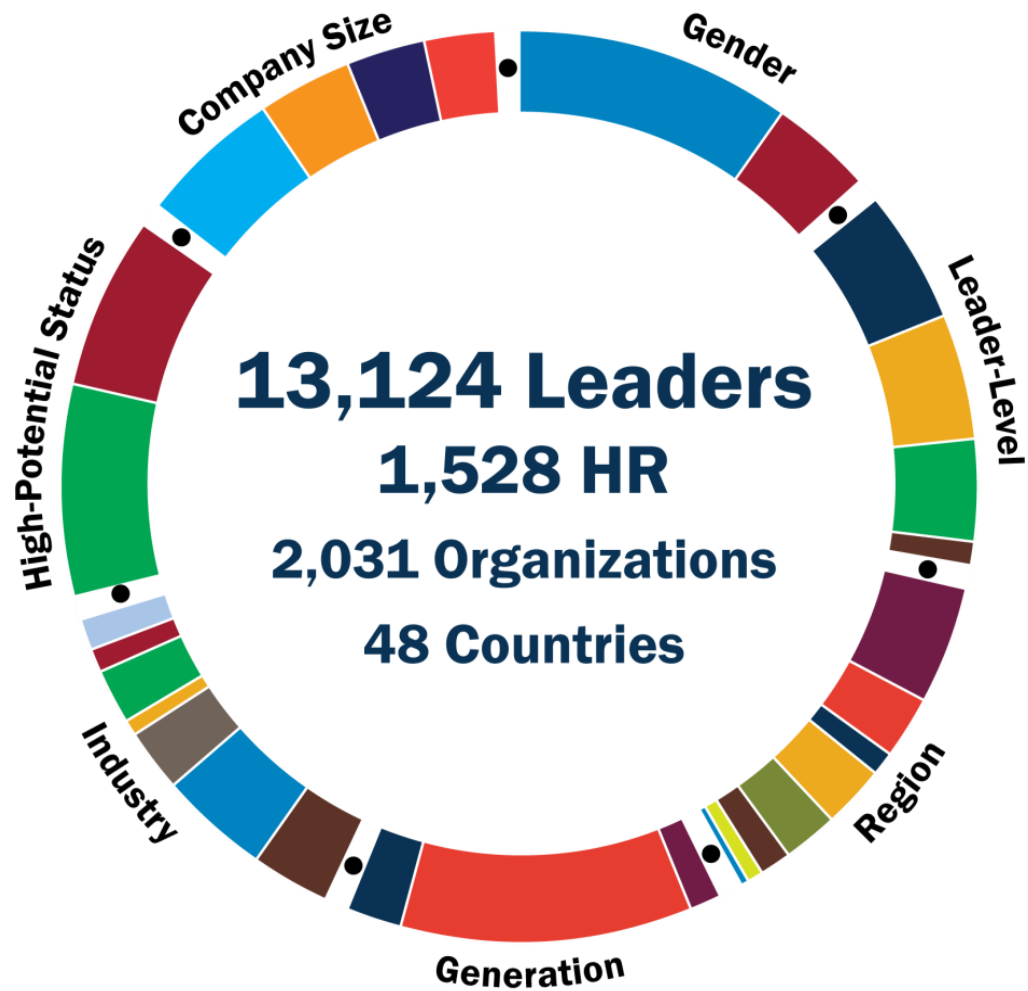 Company Size
Gender
High-Potential Status
Leader-Level
13,124 Leaders
1,528 HR
2,031 Organizations
48 Countries
Industry
Region
Generation